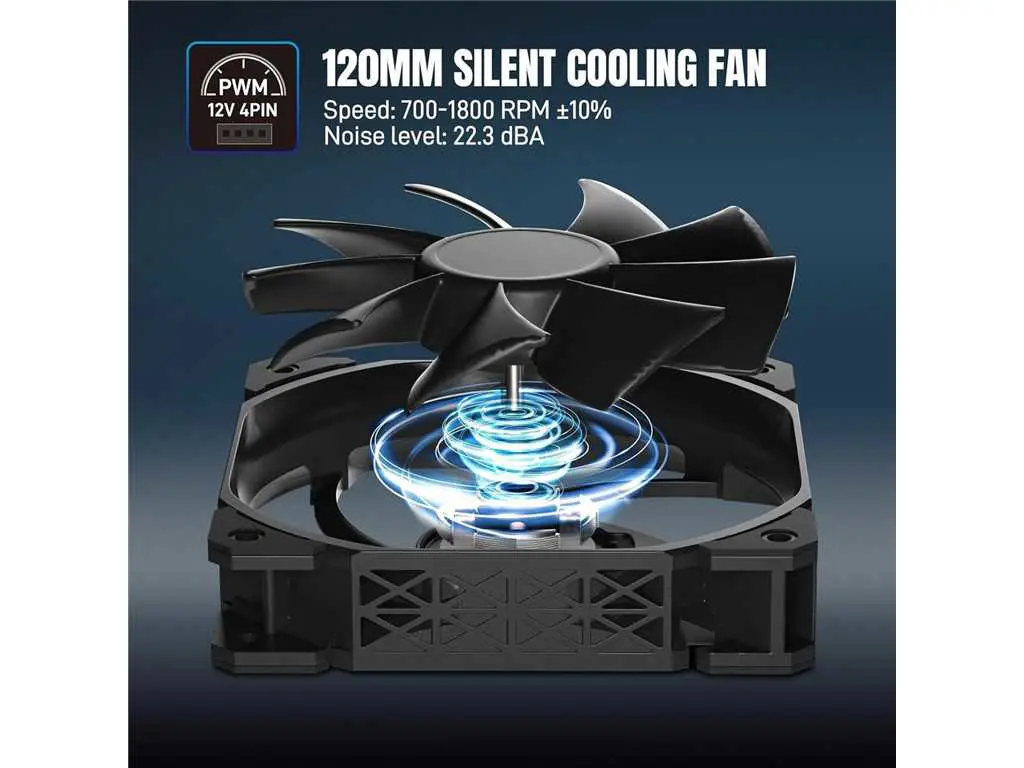 PWM
12V 4PIN
120MM SILENT COOLING FAN
Speed: 700-1800 RPM ±10%
Noise level: 22.3 dBA